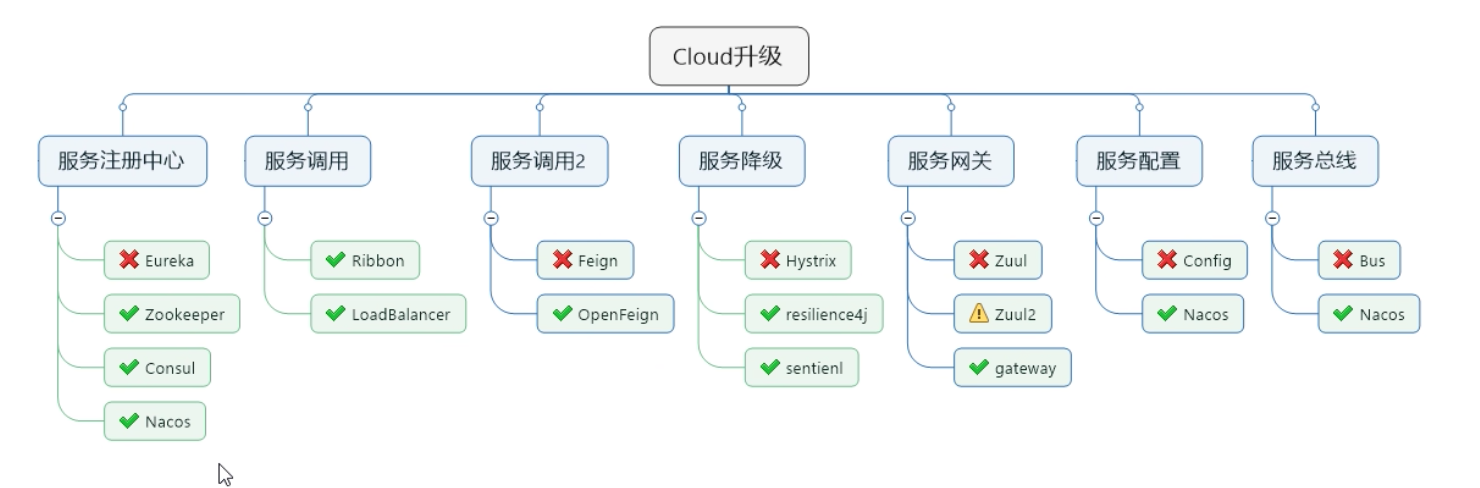 Cloud升级
服务注册中心
服务调用
服务调用2
服务降级
服务网关
服务配置
服务总线
Eureka
Zookeeper
Consul
Nacos
Ribbon
LoadBalancer
Feign
OpenFeign
Hystrix
resilience4j
sentienl
Zuul
Zuul2
gateway
Config
Nacos
Bus
Nacos